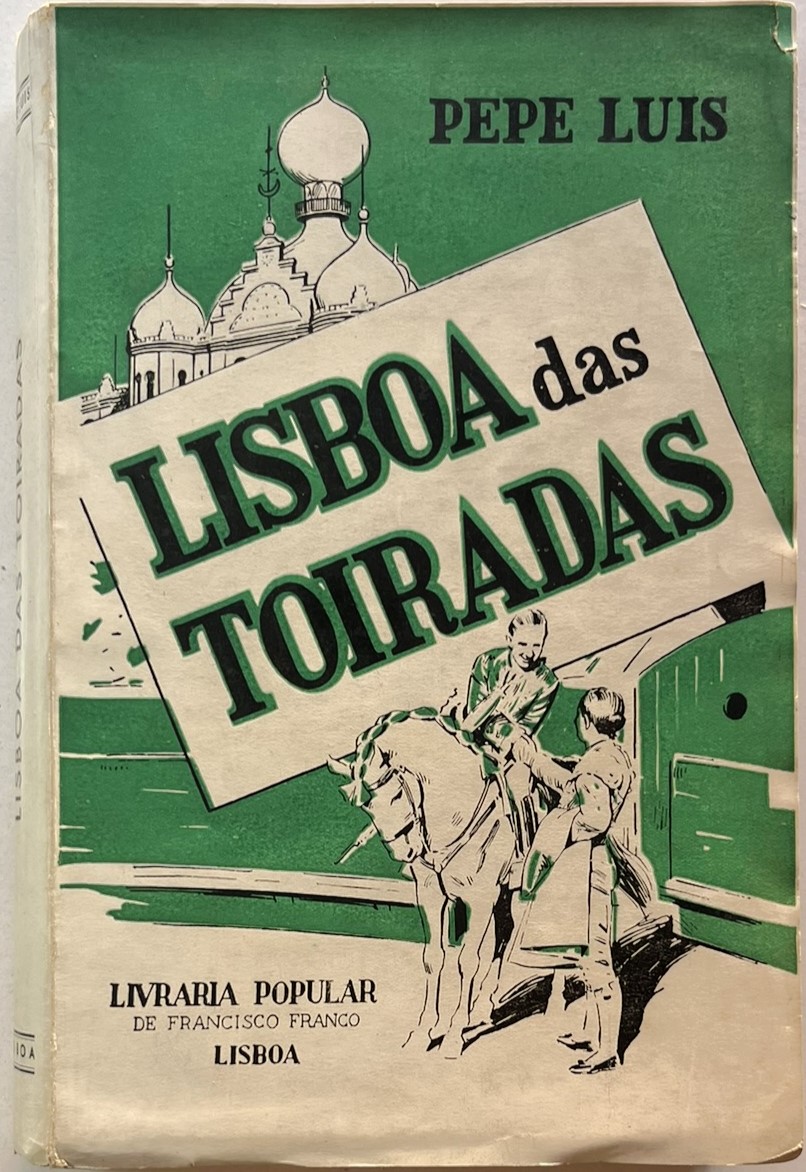 PEPE LUIS
LISBOA das
TOIRADAS
LIVRARIA POPULAR
DE FRANCISCO FRANCO
LISBOA
LISBOA DAS TOIRADAS